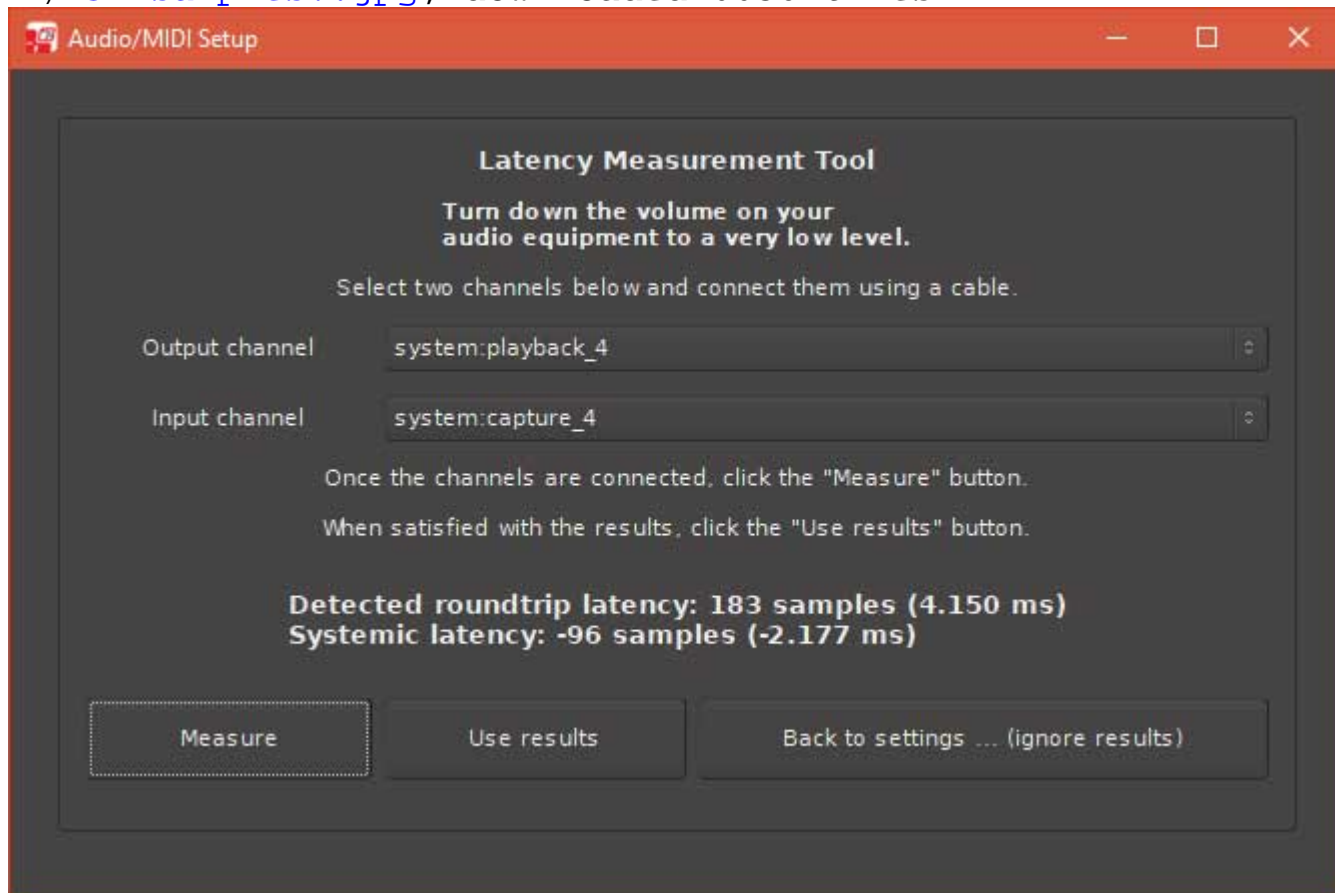 Audio/MIDI Setup
Latency Measurement Tool
Turn down the volume on your
audio equipment to a very low level.
Select two channels below and connect them using a cable.
Output channel system:playback_4
Input channel system:capture_4
Once the channels are connected, click the "Measure" button.
When satisfied with the results, click the "Use results" button.
Detected roundtrip latency: 183 samples (4.150 ms)
Systemic latency: -96 samples (-2.177 ms)
Measure Use results Back to settings ... (ignore results)